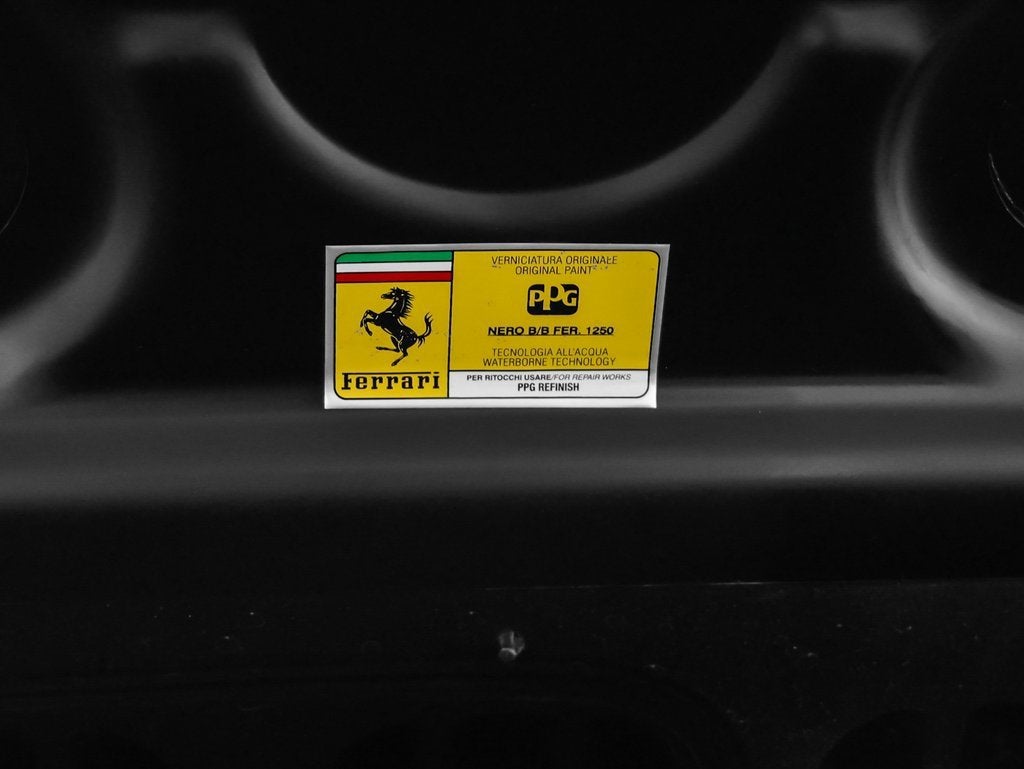 Ferrari
VERNICIATURA ORIGINALE
ORIGINAL PAINT
PPG
NERO B/B FER. 1250
TECNOLOGIA ALL'ACQUA
WATERBORNE TECHNOLOGY
PER RITOCCHI USARE/FOR REPAIR WORKS
PPG REFINISH